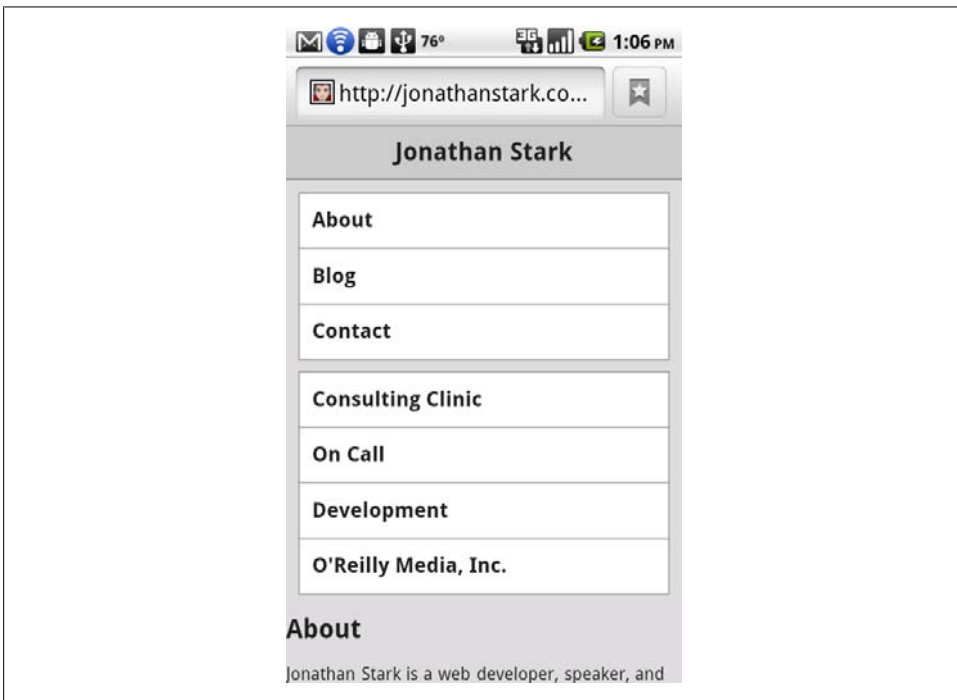 76° 3G 1:06 PM
http://jonathanstark.co...
Jonathan Stark
About
Blog
Contact
Consulting Clinic
On Call
Development
O'Reilly Media, Inc.
About
Jonathan Stark is a web developer, speaker, and